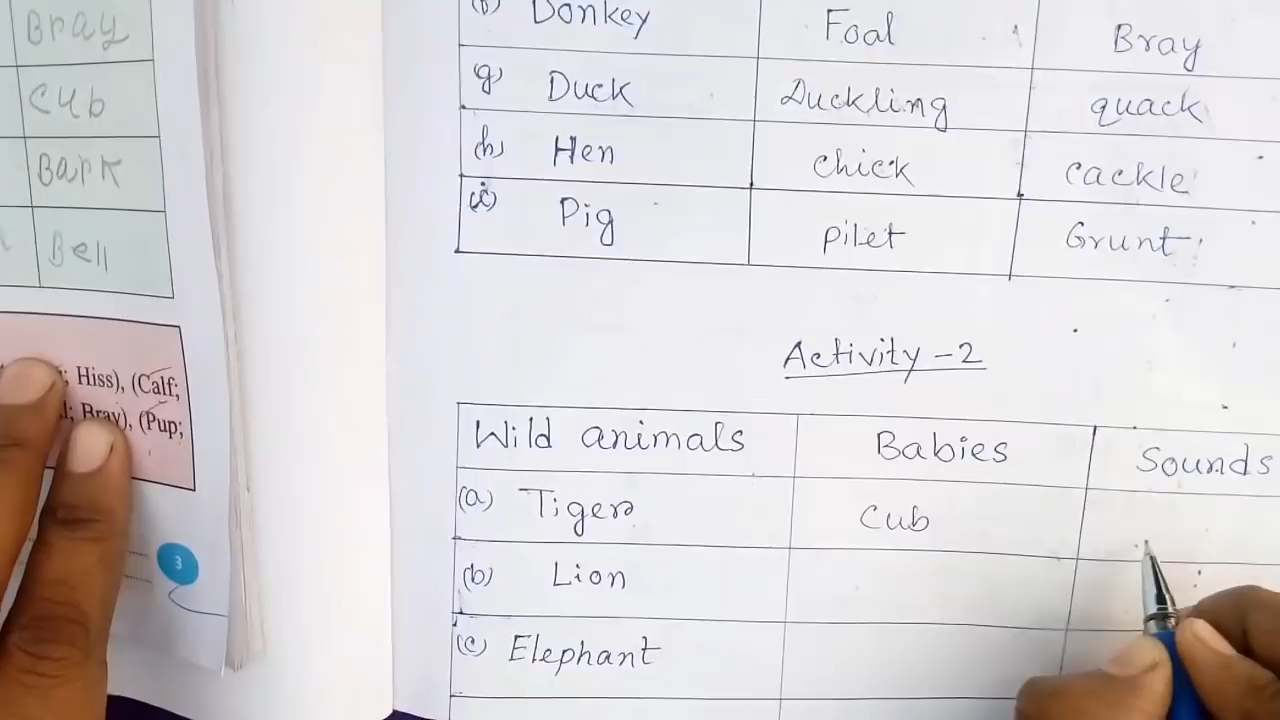 Bray
Cub
Bark
Bell
Hiss), (Calf;
Bray), (Pup;
3
Donkey Foal Bray
(g) Duck Duckling quack
(h) Hen chick cackle
(i) Pig pilet Grunt
Activity-2
Wild animals Babies Sounds
(a) Tiger Cub
(b) Lion
(c) Elephant